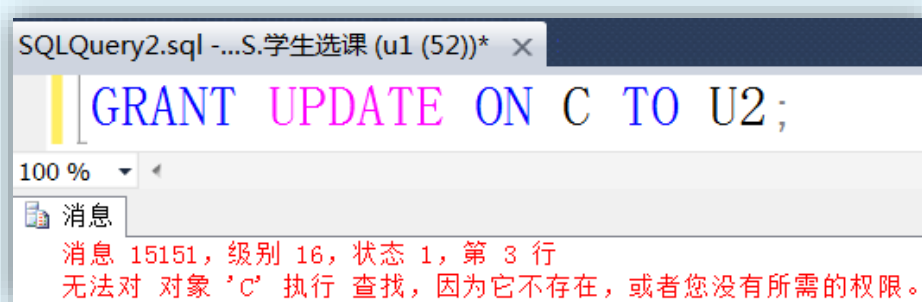 SQLQuery2.sql -...S.学生选课 (u1 (52))* ×
GRANT UPDATE ON C TO U2;
100 %
消息
消息 15151，级别 16，状态 1，第 3 行
无法对 对象 'C' 执行 查找，因为它不存在，或者您没有所需的权限。